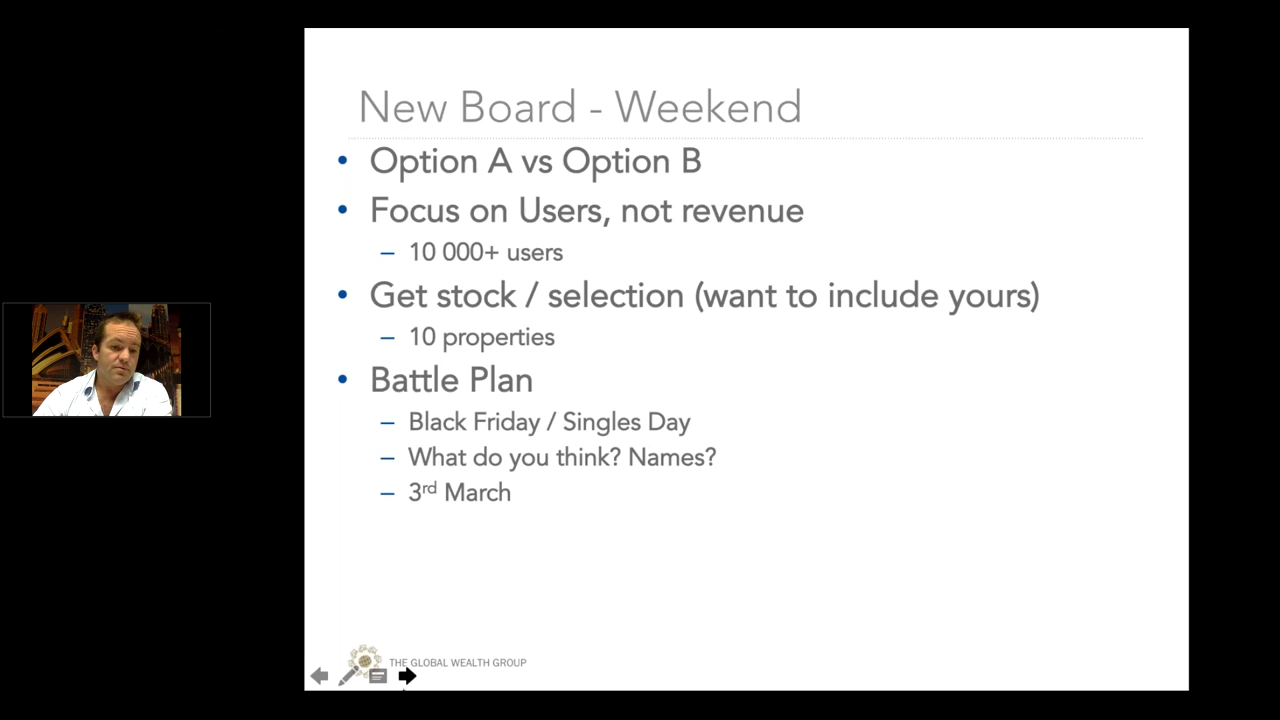 New Board - Weekend
• Option A vs Option B
• Focus on Users, not revenue
– 10 000+ users
• Get stock / selection (want to include yours)
– 10 properties
• Battle Plan
– Black Friday / Singles Day
– What do you think? Names?
– 3rd March
THE GLOBAL WEALTH GROUP